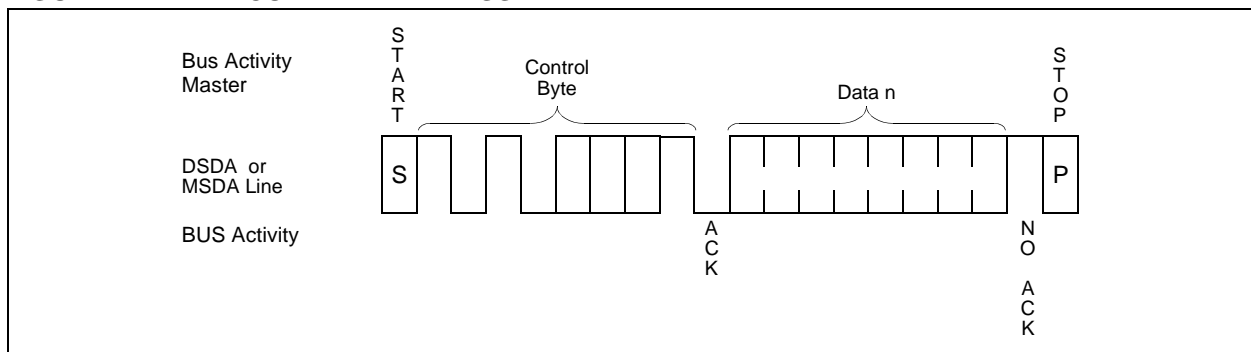 Bus Activity
Master
START
Control
Byte
Data n
STOP
DSDA or
MSDA Line
S
P
BUS Activity
ACK
NO ACK